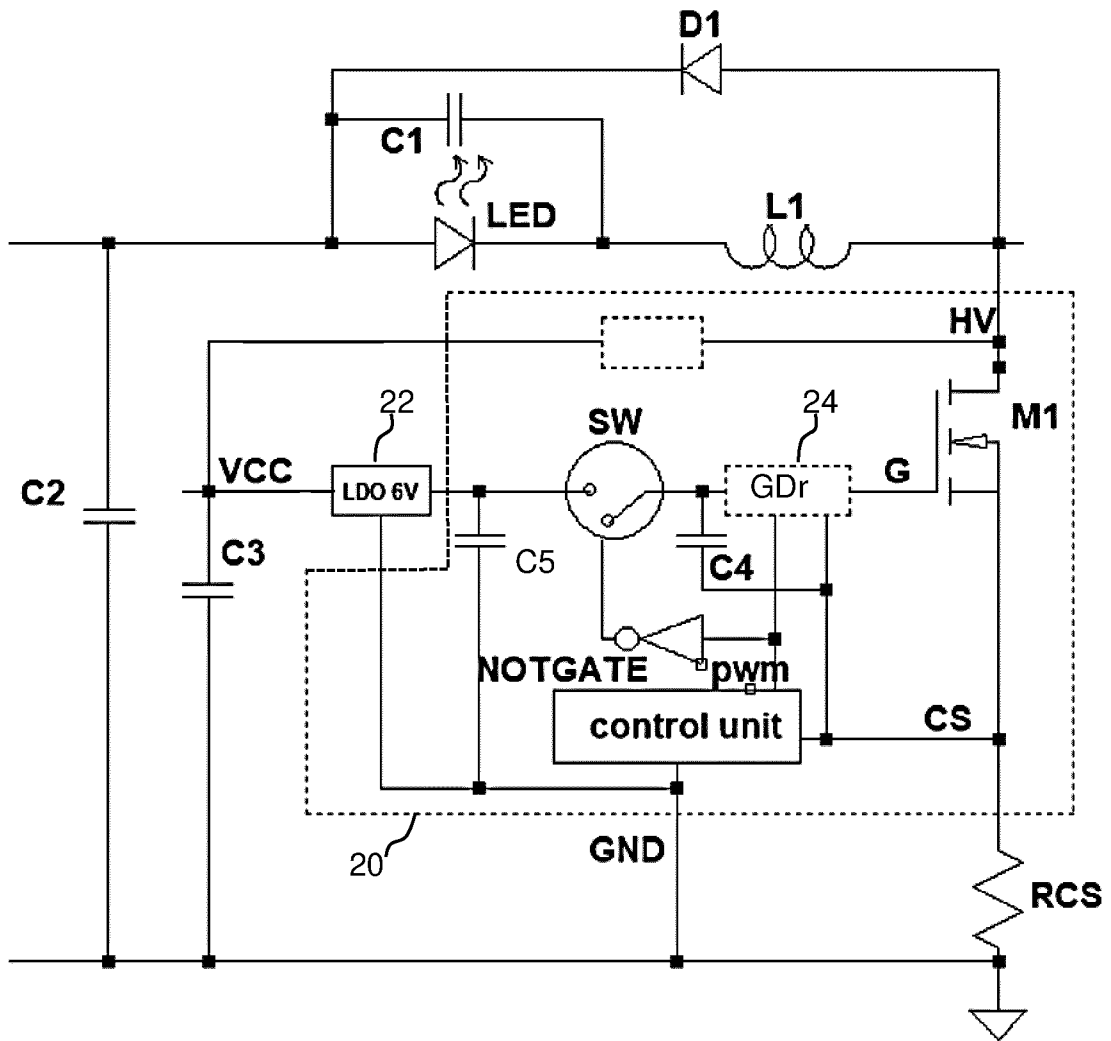 D1
C1
LED
L1
HV
22
SW
24
M1
VCC
LDO 6V
GDr
G
C2
C3
C5
C4
NOTGATE
pwm
control unit
CS
20
GND
RCS